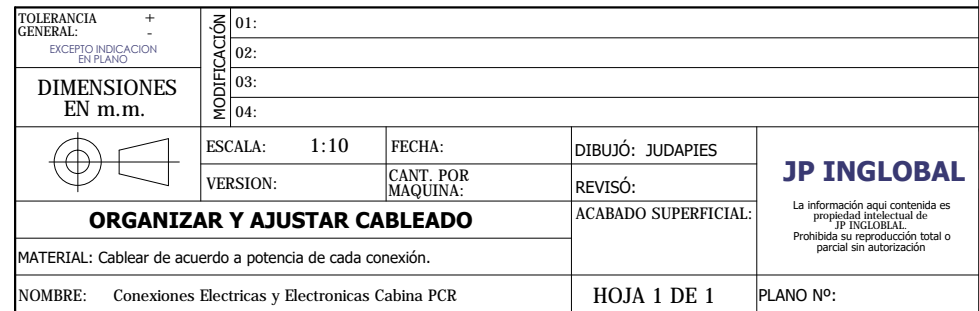 TOLERANCIA +
GENERAL: -
EXCEPTO INDICACION
EN PLANO
DIMENSIONES
EN m.m.
MODIFICACIÓN
01:
02:
03:
04:
ESCALA: 1:10
FECHA:
DIBUJÓ: JUDAPIES
VERSION:
CANT. POR
MAQUINA:
REVISÓ:
JP INGLOBAL
La información aqui contenida es
propiedad intelectual de
JP INGLOBLAL.
Prohibida su reproducción total o
parcial sin autorización
ORGANIZAR Y AJUSTAR CABLEADO
ACABADO SUPERFICIAL:
MATERIAL: Cablear de acuerdo a potencia de cada conexión.
NOMBRE: Conexiones Electricas y Electronicas Cabina PCR
HOJA 1 DE 1
PLANO Nº: